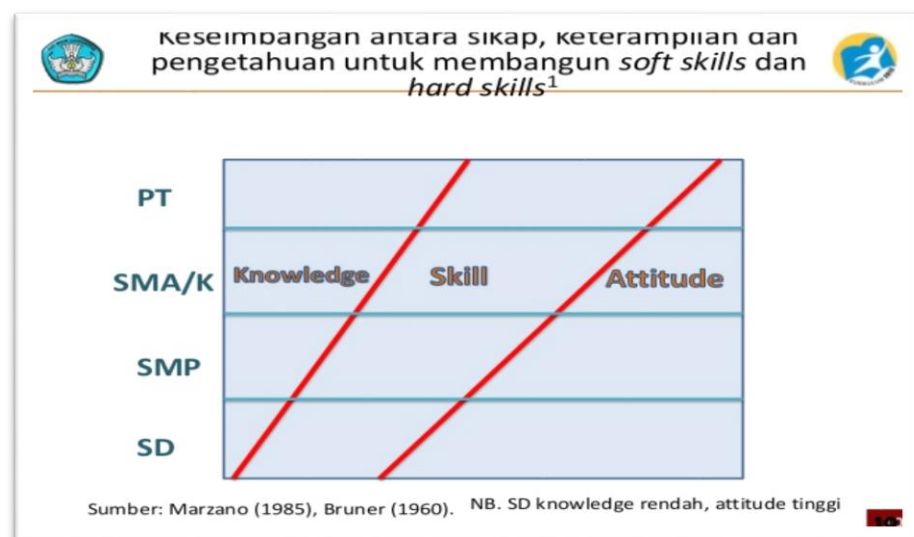 Keseimbangan antara sikap, keterampilan dan
pengetahuan untuk membangun soft skills dan
hard skills¹
PT
SMA/K
Knowledge
Skill
Attitude
SMP
SD
Sumber: Marzano (1985), Bruner (1960).
NB. SD knowledge rendah, attitude tinggi